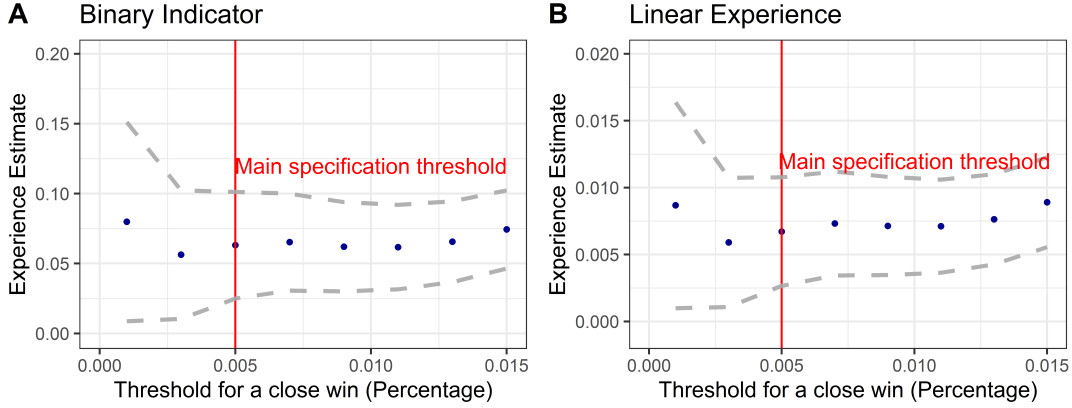 A Binary Indicator
Experience Estimate
0.20
0.15
0.10
0.05
0.00
Main specification threshold
0.000 0.005 0.010 0.015
Threshold for a close win (Percentage)
B Linear Experience
Experience Estimate
0.020
0.015
0.010
0.005
0.000
Main specification threshold
0.000 0.005 0.010 0.015
Threshold for a close win (Percentage)